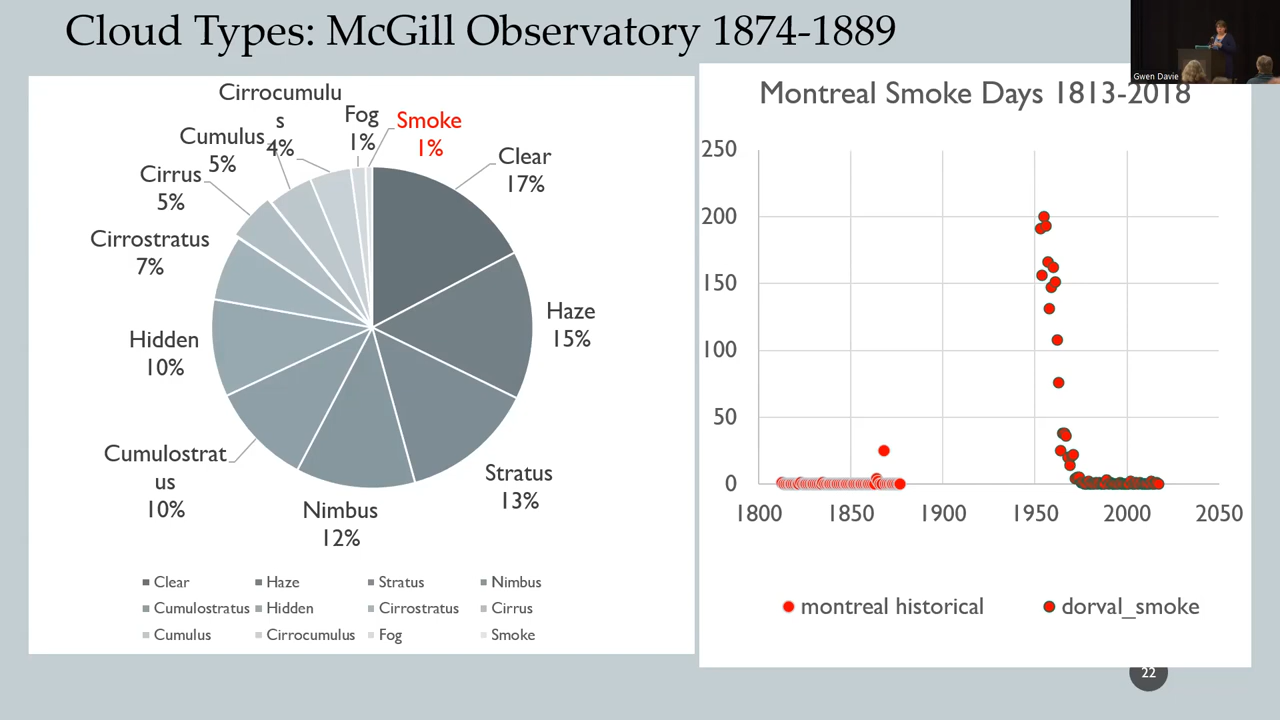 Cloud Types: McGill Observatory 1874-1889
Gwen Davie
Cirrocumulu
s
4%
Fog
1%
Smoke
1%
Cumulus
5%
Clear
17%
Cirrus
5%
Cirrostratus
7%
Haze
15%
Hidden
10%
Cumulostrat
us
10%
Stratus
13%
Nimbus
12%
Clear Haze Stratus Nimbus
Cumulostratus Hidden Cirrostratus Cirrus
Cumulus Cirrocumulus Fog Smoke
Montreal Smoke Days 1813-2018
250
200
150
100
50
0
1800 1850 1900 1950 2000 2050
montreal historical dorval_smoke
22